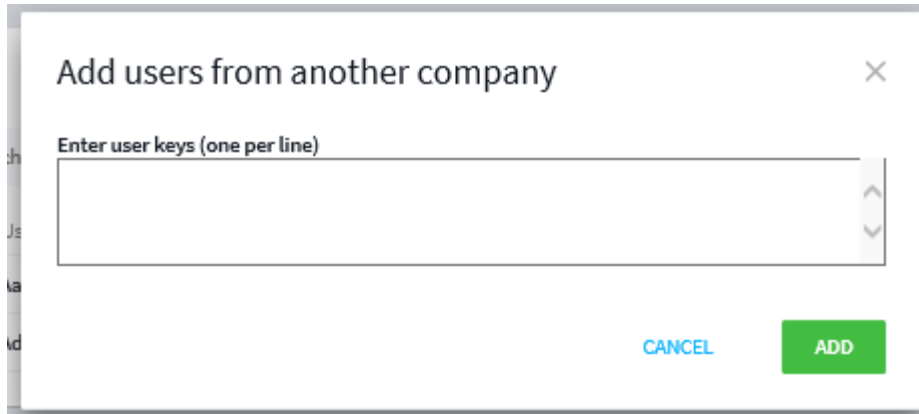 Add users from another company
Enter user keys (one per line)
CANCEL
ADD